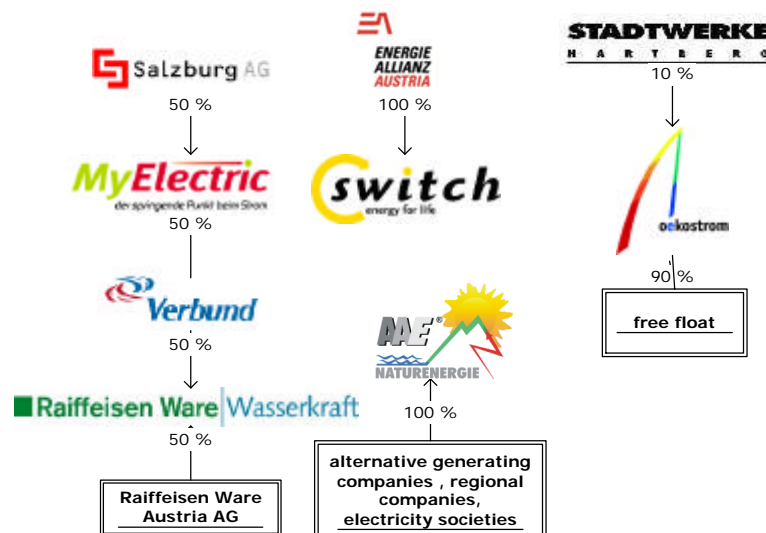 Salzburg AG
50 %
MyElectric
der springende Punkt beim Strom
50 %
Verbund
50 %
Raiffeisen Ware Wasserkraft
50 %
Raiffeisen Ware
Austria AG
EA
ENERGIE
ALLIANZ
AUSTRIA
100 %
switch
energy for life
AAE®
NATURENERGIE
100 %
alternative generating
companies , regional
companies,
electricity societies
STADTWERKE
HARTBERG
10 %
oekostrom
90 %
free float